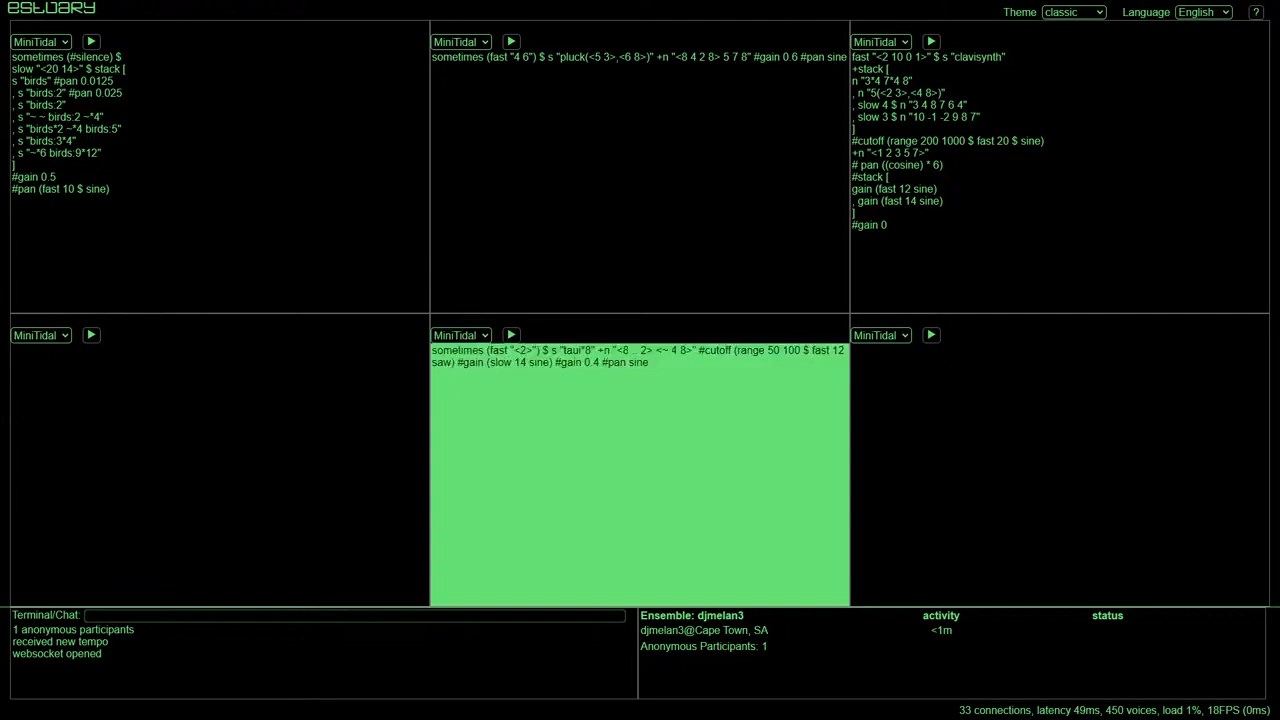 estuary
Theme classic Language English ?
MiniTidal
sometimes (#silence) $
slow "<20 14>" $ stack [
s "birds" #pan 0.0125
, s "birds:2" #pan 0.025
, s "birds:2"
, s "~ ~ birds:2 ~*4"
, s "birds*2 ~*4 birds:5"
, s "birds:3*4"
, s "~*6 birds:9*12"
]
#gain 0.5
#pan (fast 10 $ sine)
MiniTidal
sometimes (fast "4 6") $ s "pluck(<5 3>,<6 8>)" +n "<8 4 2 8> 5 7 8" #gain 0.6 #pan sine
MiniTidal
fast "<2 10 0 1>" $ s "clavisynth"
+stack [
n "3*4 7*4 8"
, n "5(<2 3>,<4 8>)"
, slow 4 $ n "3 4 8 7 6 4"
, slow 3 $ n "10 -1 -2 9 8 7"
]
#cutoff (range 200 1000 $ fast 20 $ sine)
+n "<1 2 3 5 7>"
# pan ((cosine) * 6)
#stack [
gain (fast 12 sine)
, gain (fast 14 sine)
]
#gain 0
MiniTidal
MiniTidal
sometimes (fast "<2>") $ s "taui*8" +n "<8 .. 2> <~ 4 8>" #cutoff (range 50 100 $ fast 12
saw) #gain (slow 14 sine) #gain 0.4 #pan sine
MiniTidal
Terminal/Chat:
1 anonymous participants
received new tempo
websocket opened
Ensemble: djmelan3 activity status
djmelan3@Cape Town, SA <1m
Anonymous Participants: 1
33 connections, latency 49ms, 450 voices, load 1%, 18FPS (0ms)